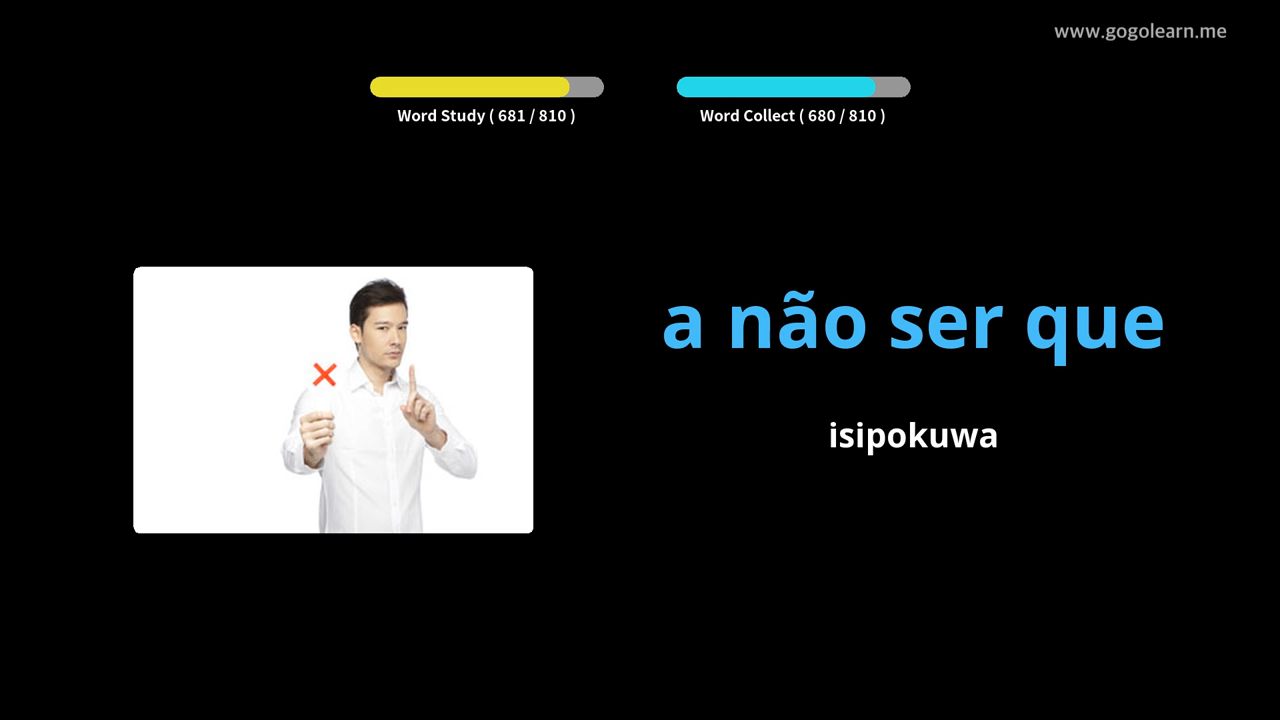 www.gogolearn.me
Word Study ( 681 / 810 )
Word Collect ( 680 / 810 )
a não ser que
isipokuwa